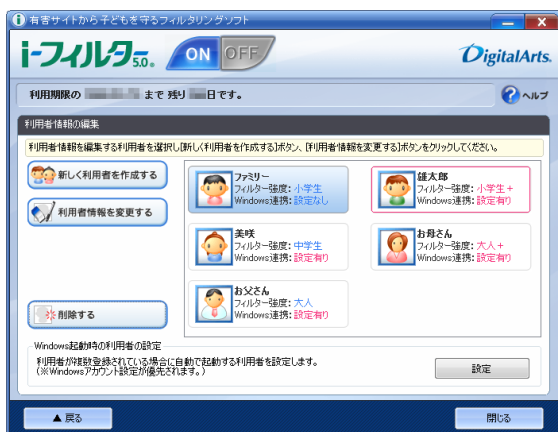 有害サイトから子どもを守るフィルタリングソフト
i-フィルター5.0.
ON OFF
DigitalArts.
利用期限の まで 残り 日です。
ヘルプ
利用者情報の編集
利用者情報を編集する利用者を選択し[新しく利用者を作成する]ボタン、[利用者情報を変更する]ボタンをクリックしてください。
新しく利用者を作成する
利用者情報を変更する
削除する
ファミリー
フィルター強度: 小学生
Windows連携: 設定なし
雄太郎
フィルター強度: 小学生+
Windows連携: 設定有り
美咲
フィルター強度: 中学生
Windows連携: 設定有り
お母さん
フィルター強度: 大人+
Windows連携: 設定有り
お父さん
フィルター強度: 大人
Windows連携: 設定有り
Windows起動時の利用者の設定
利用者が複数登録されている場合に自動で起動する利用者を設定します。
(※Windowsアカウント設定が優先されます。)
設定
▲戻る
閉じる